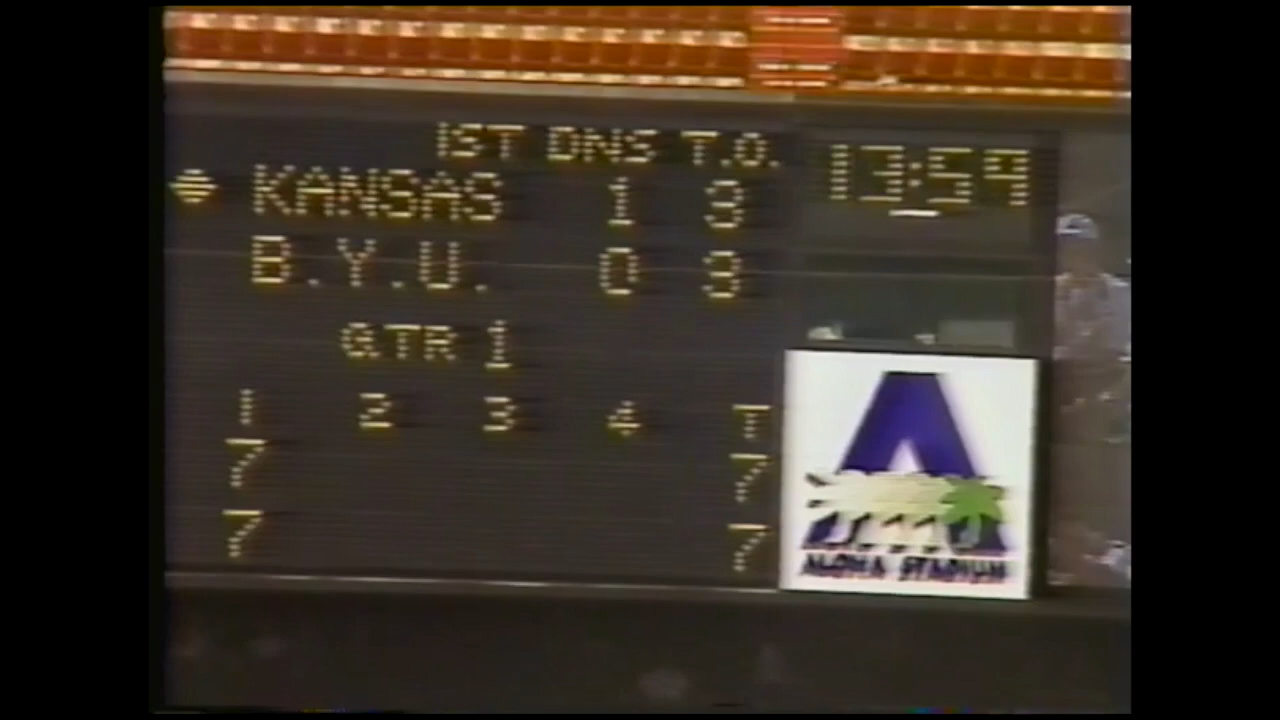 1ST DNS T.O.
KANSAS 1 3
B.Y.U. 0 3
QTR 1
1 2 3 4 T
7 7
7 7
13:59
A
ALOHA STADIUM